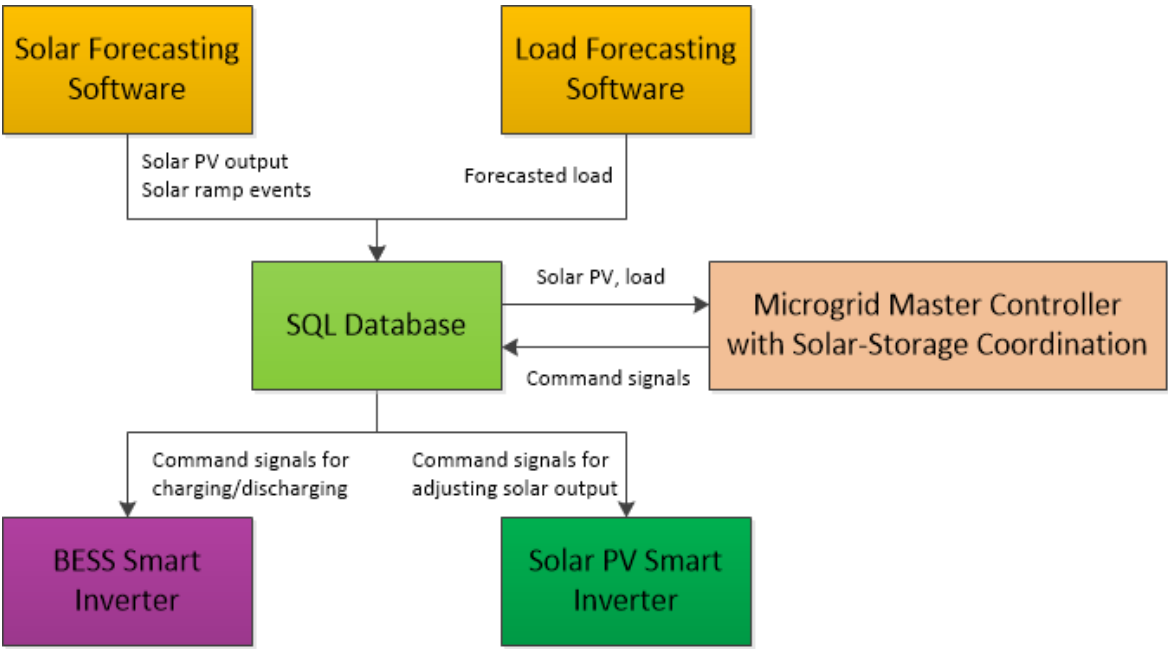 Solar Forecasting
Software
Load Forecasting
Software
Solar PV output
Solar ramp events
Forecasted load
SQL Database
Solar PV, load
Microgrid Master Controller
with Solar-Storage Coordination
Command signals
Command signals for
charging/discharging
Command signals for
adjusting solar output
BESS Smart
Inverter
Solar PV Smart
Inverter